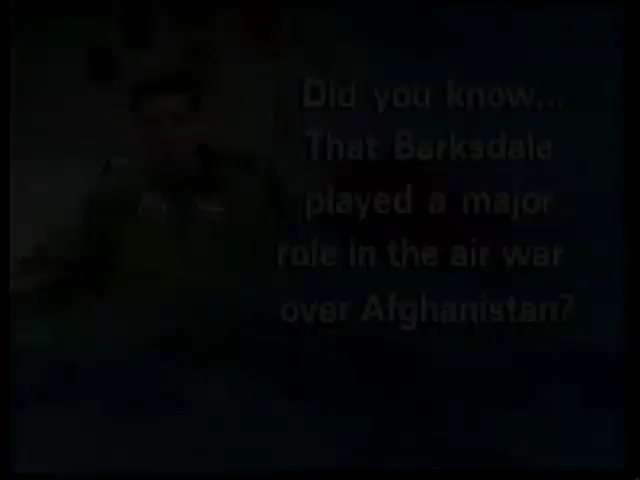 Did you know...
That Barksdale
played a major
role in the air war
over Afghanistan?